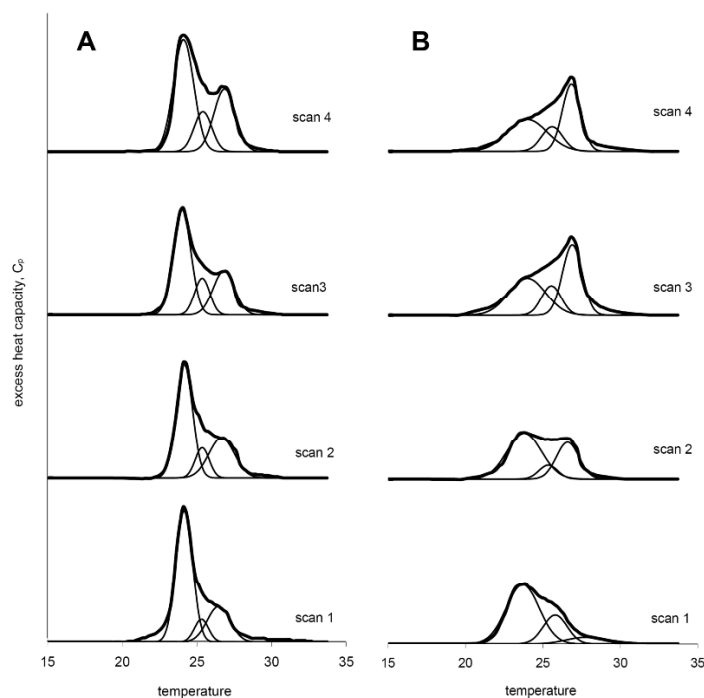 A
B
scan 4
scan 4
scan3
scan 3
scan 2
scan 2
scan 1
scan 1
excess heat capacity, Cₚ
15 20 25 30 35
15 20 25 30 35
temperature
temperature